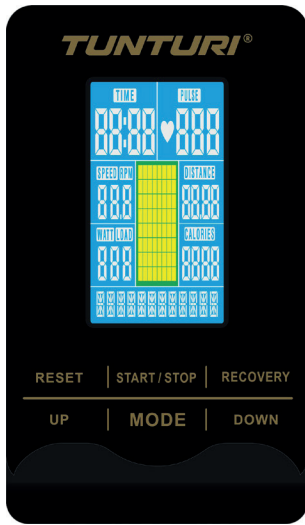 TUNTURI®
TIME PULSE
88:88 888
SPEED RPM DISTANCE
88.8 88.88
WATT LOAD CALORIES
888 8888
RESET START / STOP RECOVERY
UP MODE DOWN